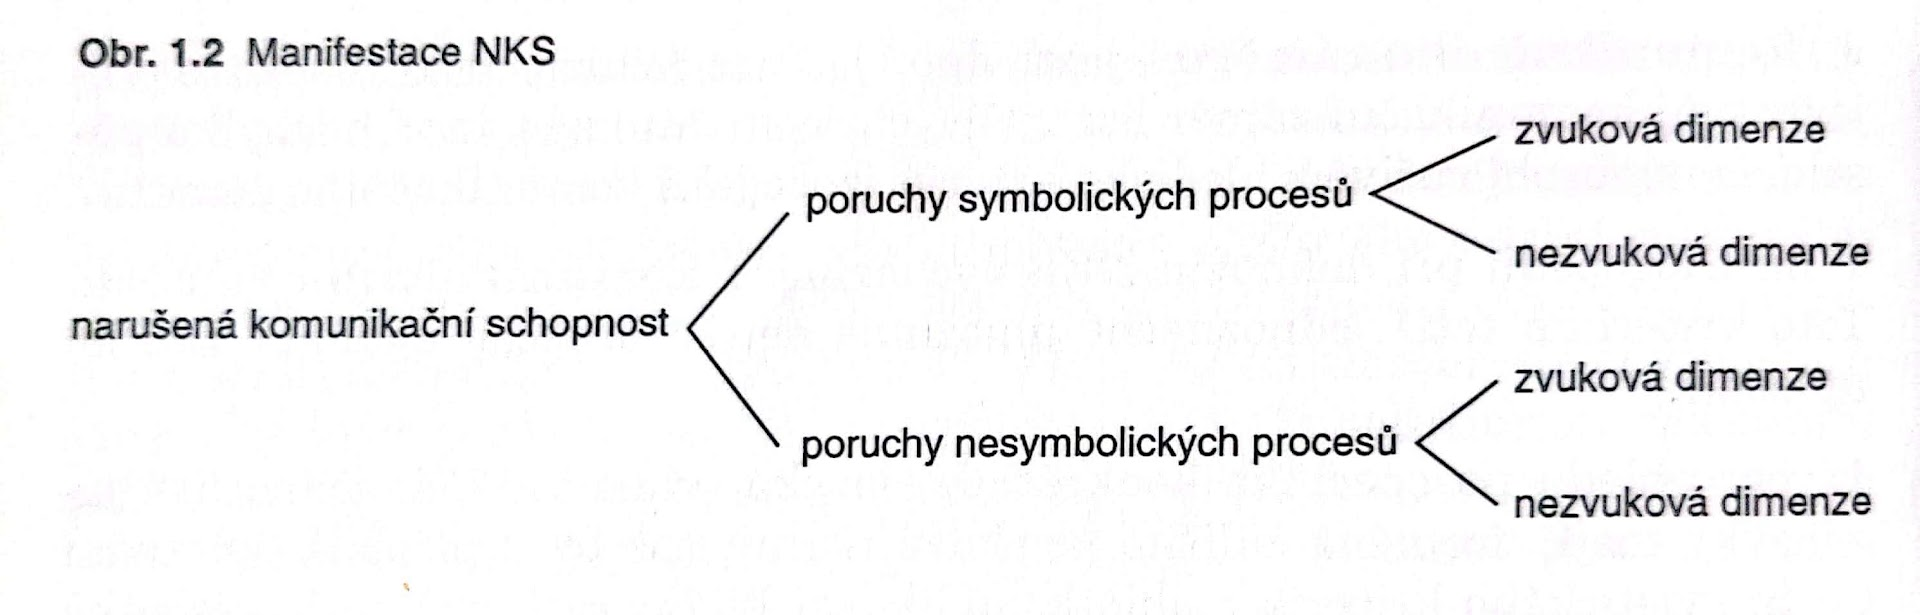 Obr. 1.2 Manifestace NKS
zvuková dimenze
poruchy symbolických procesů
nezvuková dimenze
narušená komunikační schopnost
zvuková dimenze
poruchy nesymbolických procesů
nezvuková dimenze